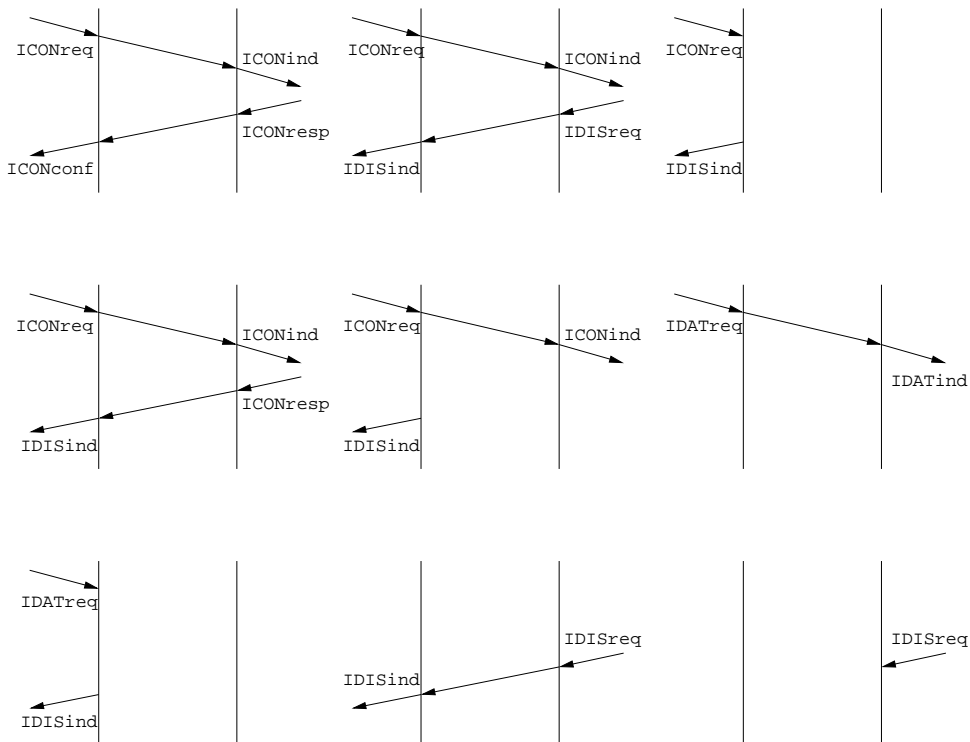 ICONreq
ICONind
ICONresp
ICONconf
ICONreq
ICONind
IDISreq
IDISind
ICONreq
IDISind
ICONreq
ICONind
ICONresp
IDISind
ICONreq
ICONind
IDISind
IDATreq
IDATind
IDATreq
IDISind
IDISreq
IDISind
IDISreq